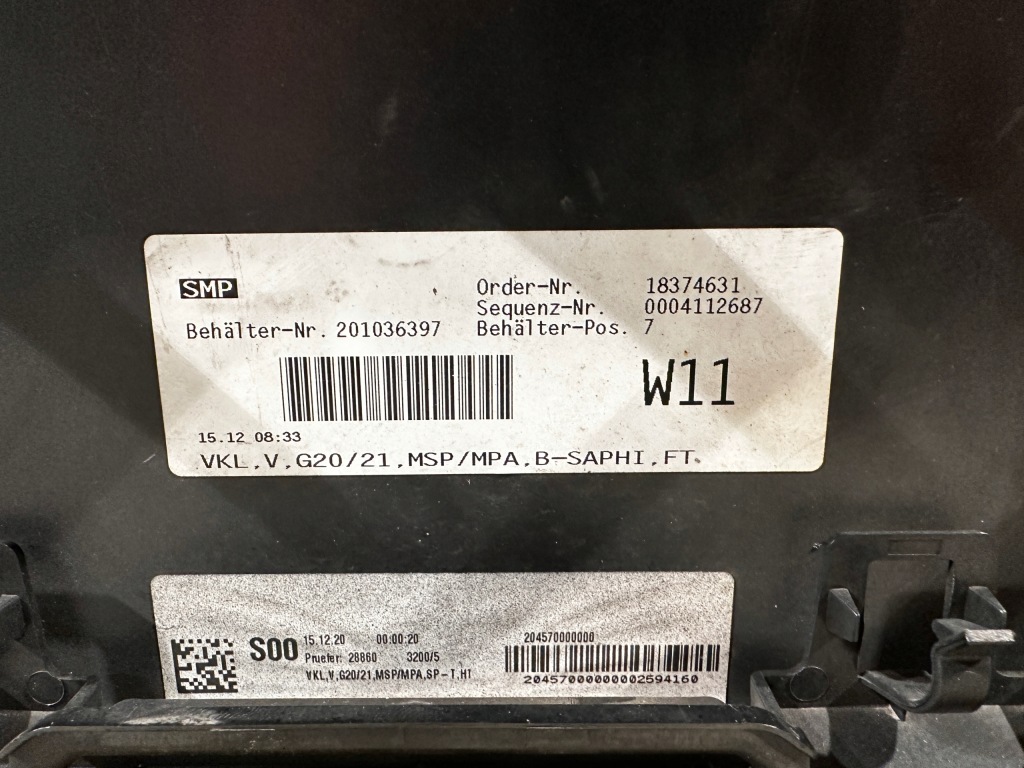 SMP
Order-Nr. 18374631
Sequenz-Nr. 0004112687
Behälter-Nr. 201036397 Behälter-Pos. 7
W11
15.12 08:33
VKL,V,G20/21,MSP/MPA,B-SAPHI,FT.
S00 15.12.20 00:00:20 204570000000
Pruefer: 28860 3200/5
VKL,V,G20/21,MSP/MPA,SP-T,HT 2045700000002594160